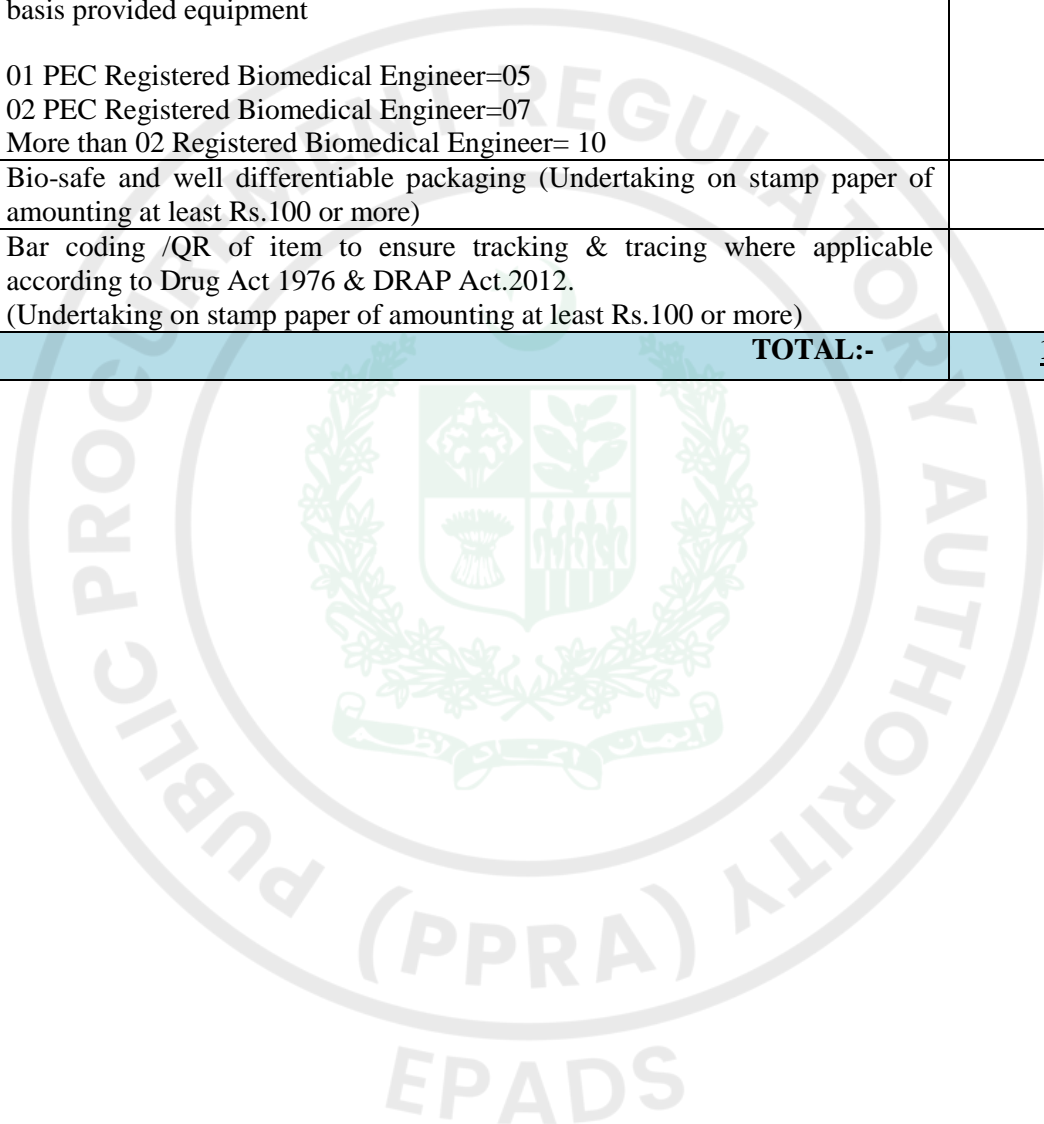 basis provided equipment
01 PEC Registered Biomedical Engineer=05
02 PEC Registered Biomedical Engineer=07
More than 02 Registered Biomedical Engineer= 10
Bio-safe and well differentiable packaging (Undertaking on stamp paper of
amounting at least Rs.100 or more)
Bar coding /QR of item to ensure tracking & tracing where applicable
according to Drug Act 1976 & DRAP Act.2012.
(Undertaking on stamp paper of amounting at least Rs.100 or more)
TOTAL:-
PUBLIC PROCUREMENT REGULATORY AUTHORITY
(PPRA)
EPADS